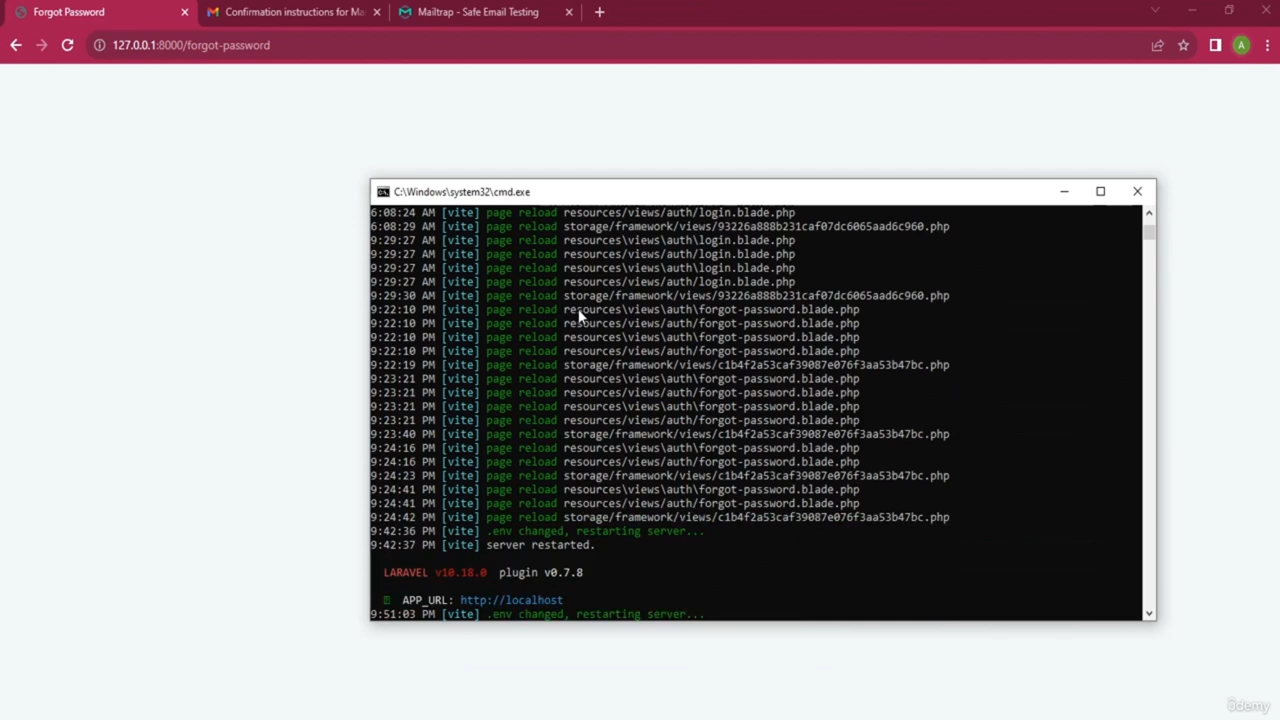 Forgot Password
Confirmation instructions for Ma
Mailtrap - Safe Email Testing
127.0.0.1:8000/forgot-password
A
C:\Windows\system32\cmd.exe
6:08:24 AM [vite] page reload resources/views/auth/login.blade.php
6:08:29 AM [vite] page reload storage/framework/views/93226a888b231caf07dc6065aad6c960.php
9:29:27 AM [vite] page reload resources\views\auth\login.blade.php
9:29:27 AM [vite] page reload resources/views/auth/login.blade.php
9:29:27 AM [vite] page reload resources\views\auth\login.blade.php
9:29:27 AM [vite] page reload resources/views/auth/login.blade.php
9:29:30 AM [vite] page reload storage/framework/views/93226a888b231caf07dc6065aad6c960.php
9:22:10 PM [vite] page reload resources\views\auth\forgot-password.blade.php
9:22:10 PM [vite] page reload resources/views/auth/forgot-password.blade.php
9:22:10 PM [vite] page reload resources\views\auth\forgot-password.blade.php
9:22:10 PM [vite] page reload resources/views/auth/forgot-password.blade.php
9:22:19 PM [vite] page reload storage/framework/views/c1b4f2a53caf39087e076f3aa53b47bc.php
9:23:21 PM [vite] page reload resources\views\auth\forgot-password.blade.php
9:23:21 PM [vite] page reload resources/views/auth/forgot-password.blade.php
9:23:21 PM [vite] page reload resources\views\auth\forgot-password.blade.php
9:23:21 PM [vite] page reload resources/views/auth/forgot-password.blade.php
9:23:40 PM [vite] page reload storage/framework/views/c1b4f2a53caf39087e076f3aa53b47bc.php
9:24:16 PM [vite] page reload resources\views\auth\forgot-password.blade.php
9:24:16 PM [vite] page reload resources/views/auth/forgot-password.blade.php
9:24:23 PM [vite] page reload storage/framework/views/c1b4f2a53caf39087e076f3aa53b47bc.php
9:24:41 PM [vite] page reload resources\views\auth\forgot-password.blade.php
9:24:41 PM [vite] page reload resources/views/auth/forgot-password.blade.php
9:24:42 PM [vite] page reload storage/framework/views/c1b4f2a53caf39087e076f3aa53b47bc.php
9:42:36 PM [vite] .env changed, restarting server...
9:42:37 PM [vite] server restarted.
LARAVEL v10.18.0 plugin v0.7.8
APP_URL: http://localhost
9:51:03 PM [vite] .env changed, restarting server...
ûdemy